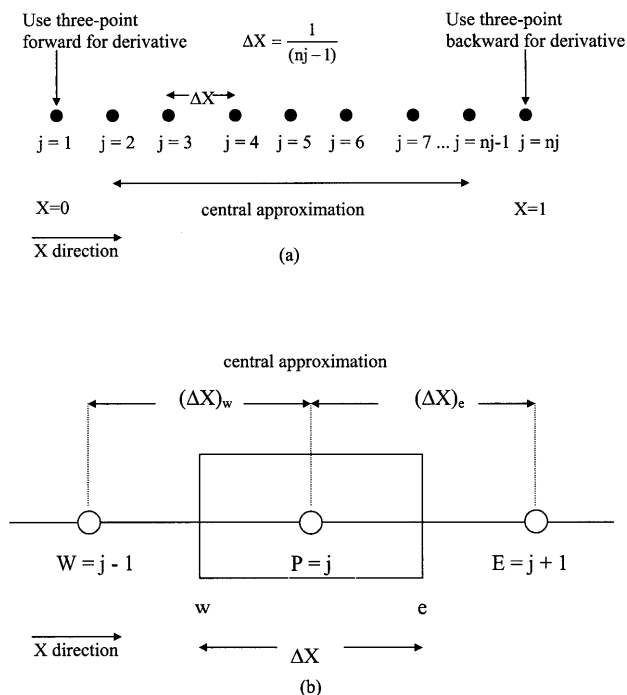 Use three-point
forward for derivative
ΔX = 1/(nj – 1)
Use three-point
backward for derivative
ΔX
j = 1 j = 2 j = 3 j = 4 j = 5 j = 6 j = 7 ... j = nj-1 j = nj
X=0 central approximation X=1
X direction
(a)
central approximation
(ΔX)w (ΔX)e
W = j - 1 P = j E = j + 1
w e
X direction ΔX
(b)